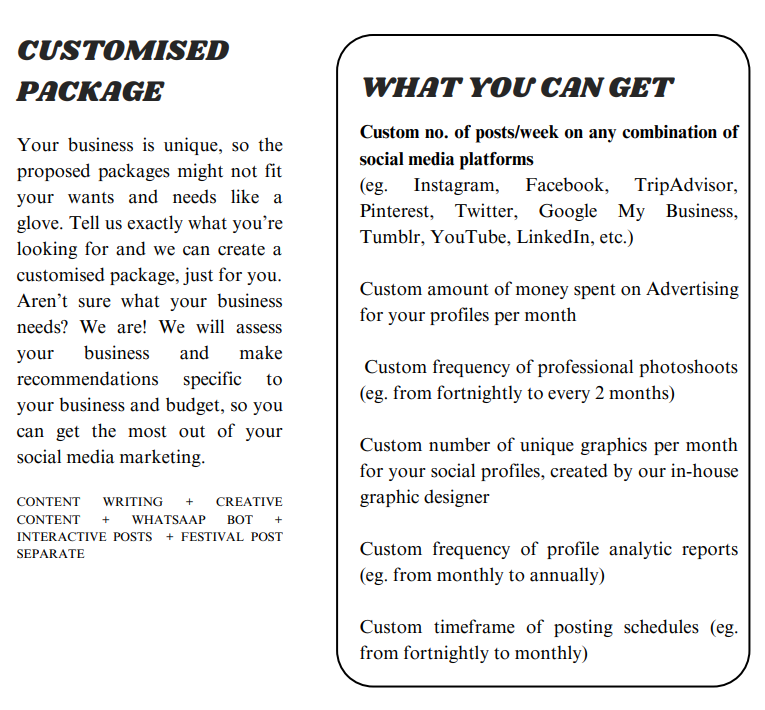 CUSTOMISED
PACKAGE
Your business is unique, so the
proposed packages might not fit
your wants and needs like a
glove. Tell us exactly what you’re
looking for and we can create a
customised package, just for you.
Aren’t sure what your business
needs? We are! We will assess
your business and make
recommendations specific to
your business and budget, so you
can get the most out of your
social media marketing.
CONTENT WRITING + CREATIVE
CONTENT + WHATSAAP BOT +
INTERACTIVE POSTS + FESTIVAL POST
SEPARATE
WHAT YOU CAN GET
Custom no. of posts/week on any combination of
social media platforms
(eg. Instagram, Facebook, TripAdvisor,
Pinterest, Twitter, Google My Business,
Tumblr, YouTube, LinkedIn, etc.)
Custom amount of money spent on Advertising
for your profiles per month
Custom frequency of professional photoshoots
(eg. from fortnightly to every 2 months)
Custom number of unique graphics per month
for your social profiles, created by our in-house
graphic designer
Custom frequency of profile analytic reports
(eg. from monthly to annually)
Custom timeframe of posting schedules (eg.
from fortnightly to monthly)